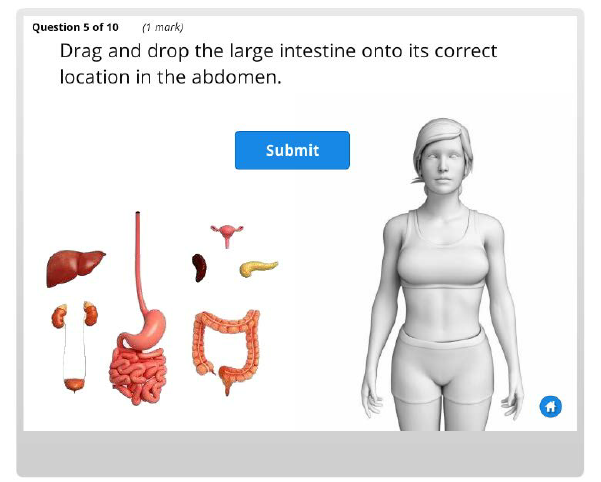 Question 5 of 10 (1 mark)
Drag and drop the large intestine onto its correct
location in the abdomen.
Submit